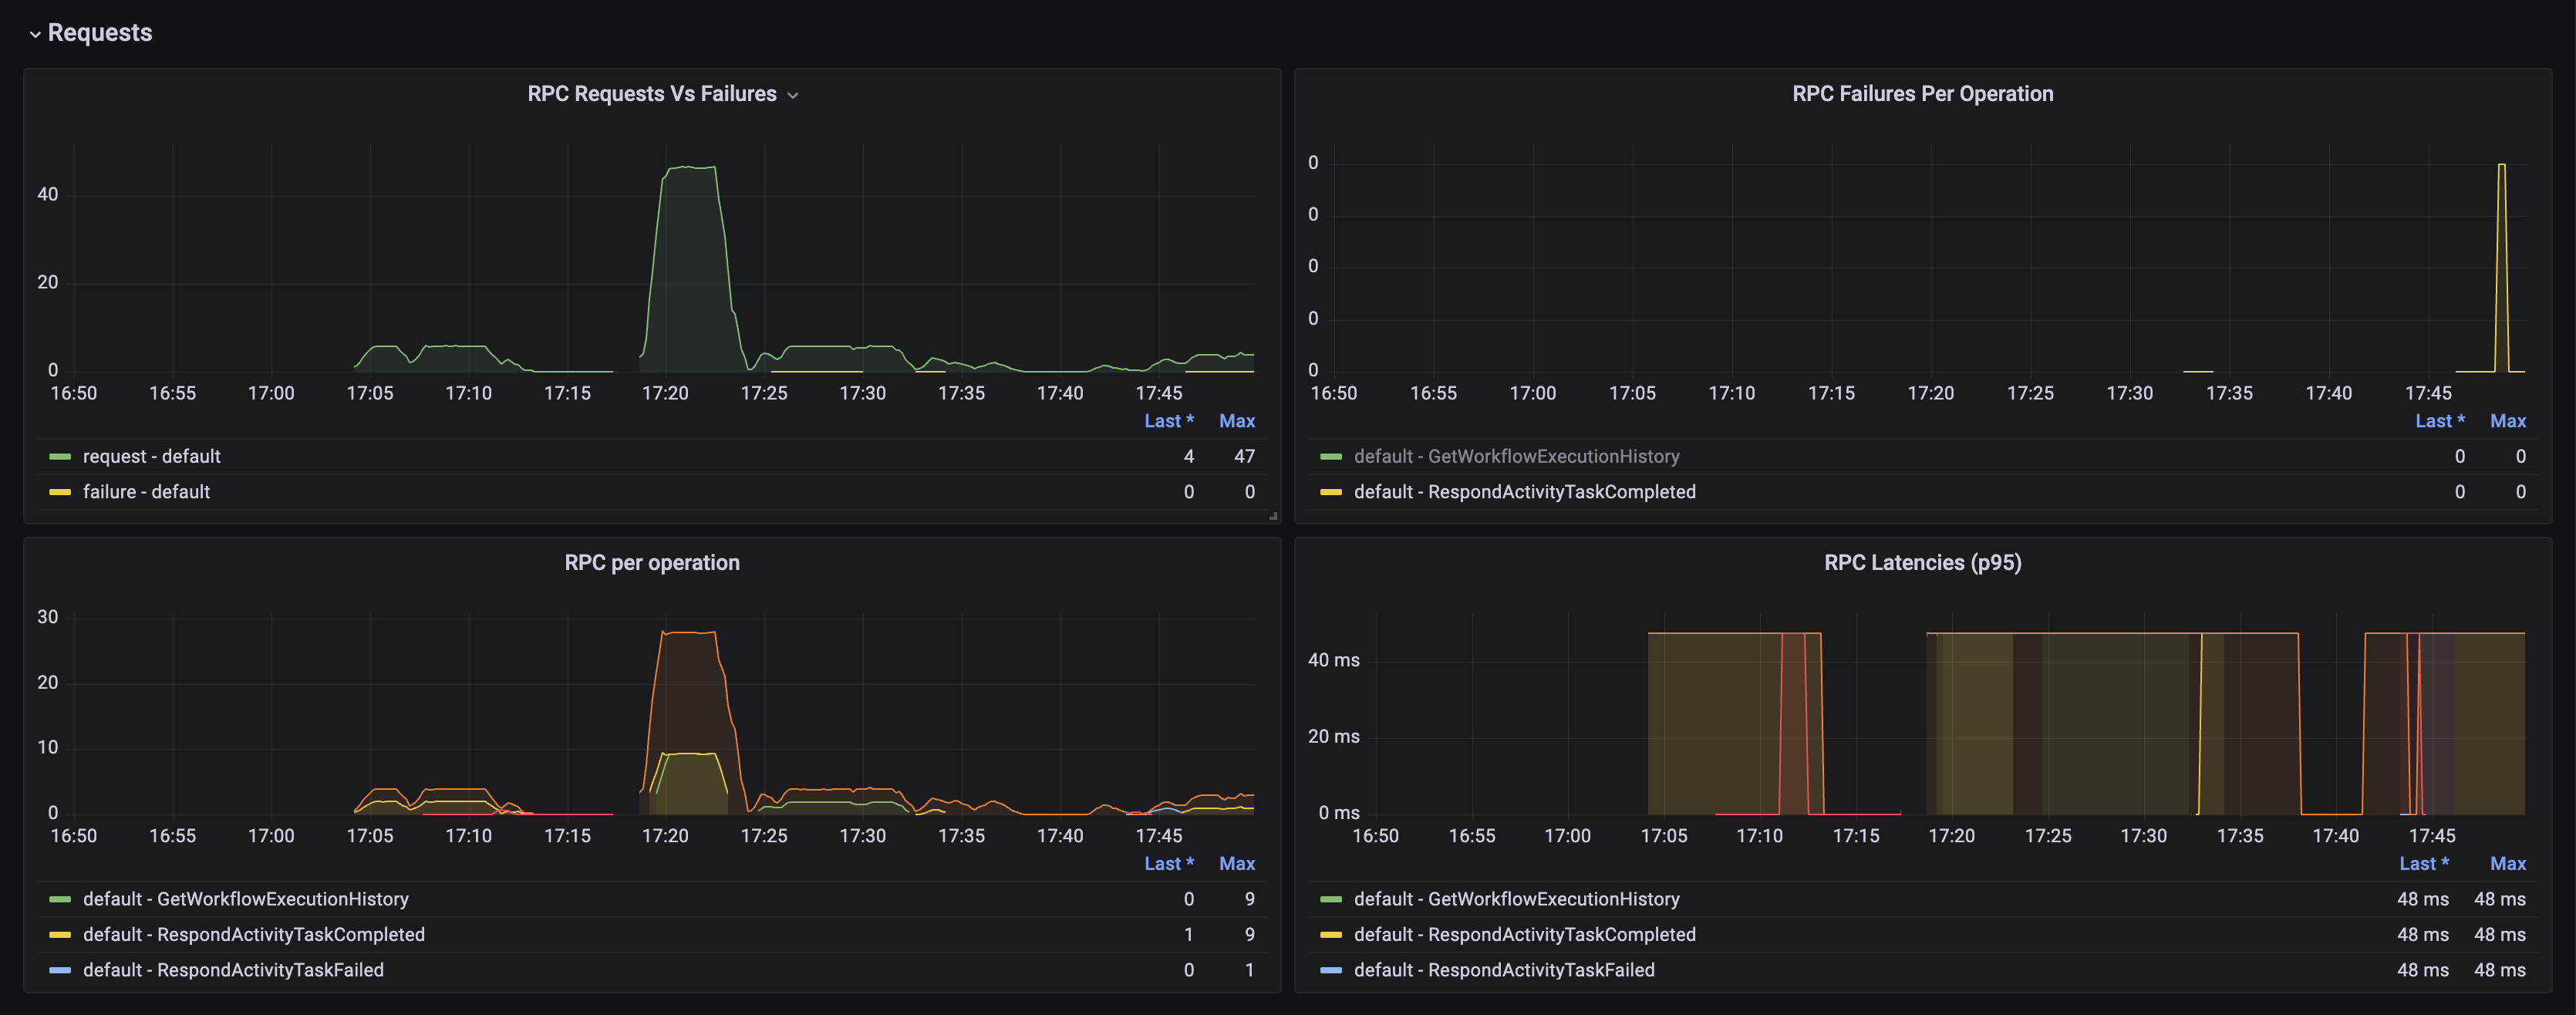 Requests
RPC Requests Vs Failures
40
20
0
16:50 16:55 17:00 17:05 17:10 17:15 17:20 17:25 17:30 17:35 17:40 17:45
Last * Max
request - default 4 47
failure - default 0 0
RPC Failures Per Operation
0
0
0
0
0
16:50 16:55 17:00 17:05 17:10 17:15 17:20 17:25 17:30 17:35 17:40 17:45
Last * Max
default - GetWorkflowExecutionHistory 0 0
default - RespondActivityTaskCompleted 0 0
RPC per operation
30
20
10
0
16:50 16:55 17:00 17:05 17:10 17:15 17:20 17:25 17:30 17:35 17:40 17:45
Last * Max
default - GetWorkflowExecutionHistory 0 9
default - RespondActivityTaskCompleted 1 9
default - RespondActivityTaskFailed 0 1
RPC Latencies (p95)
40 ms
20 ms
0 ms
16:50 16:55 17:00 17:05 17:10 17:15 17:20 17:25 17:30 17:35 17:40 17:45
Last * Max
default - GetWorkflowExecutionHistory 48 ms 48 ms
default - RespondActivityTaskCompleted 48 ms 48 ms
default - RespondActivityTaskFailed 48 ms 48 ms